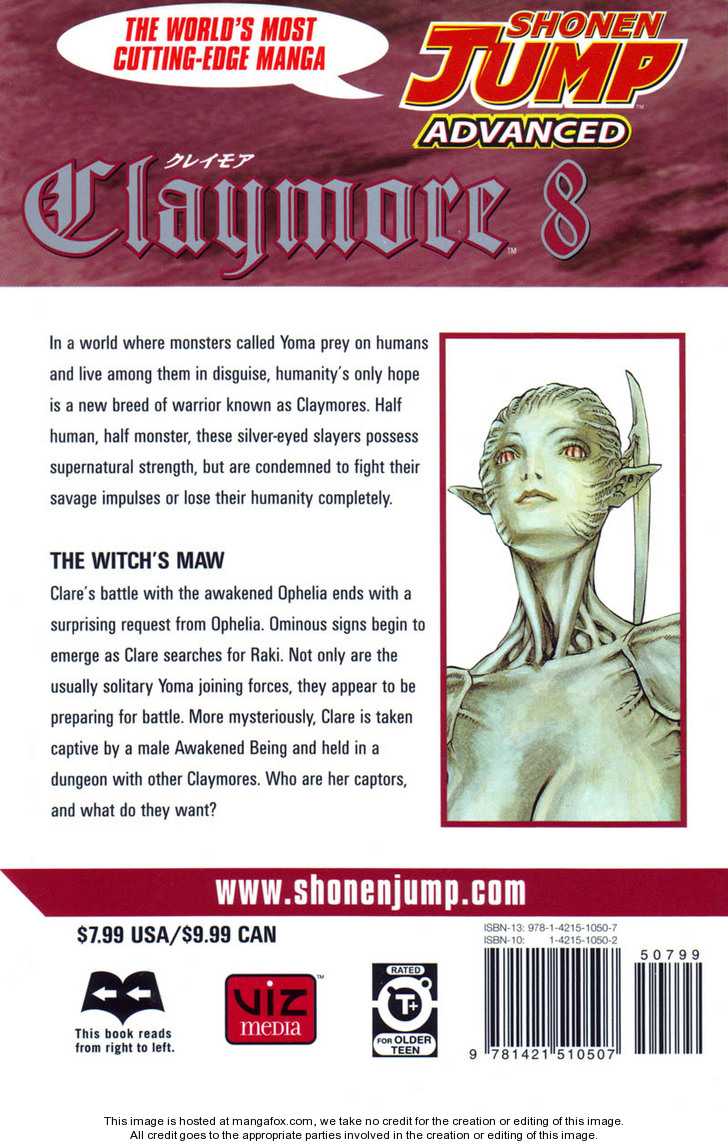 THE WORLD'S MOST
CUTTING-EDGE MANGA
SHONEN
JUMP
ADVANCED
クレイモア
Claymore 8
TM
In a world where monsters called Yoma prey on humans
and live among them in disguise, humanity's only hope
is a new breed of warrior known as Claymores. Half
human, half monster, these silver-eyed slayers possess
supernatural strength, but are condemned to fight their
savage impulses or lose their humanity completely.
THE WITCH'S MAW
Clare's battle with the awakened Ophelia ends with a
surprising request from Ophelia. Ominous signs begin to
emerge as Clare searches for Raki. Not only are the
usually solitary Yoma joining forces, they appear to be
preparing for battle. More mysteriously, Clare is taken
captive by a male Awakened Being and held in a
dungeon with other Claymores. Who are her captors,
and what do they want?
www.shonenjump.com
$7.99 USA/$9.99 CAN
This book reads
from right to left.
VIZ
MEDIA
TM
RATED
T+
FOR OLDER
TEEN
ISBN-13: 978-1-4215-1050-7
ISBN-10: 1-4215-1050-2
50799
9 781421 510507
This image is hosted at mangafox.com, we take no credit for the creation or editing of this image.
All credit goes to the appropriate parties involved in the creation or editing of this image.